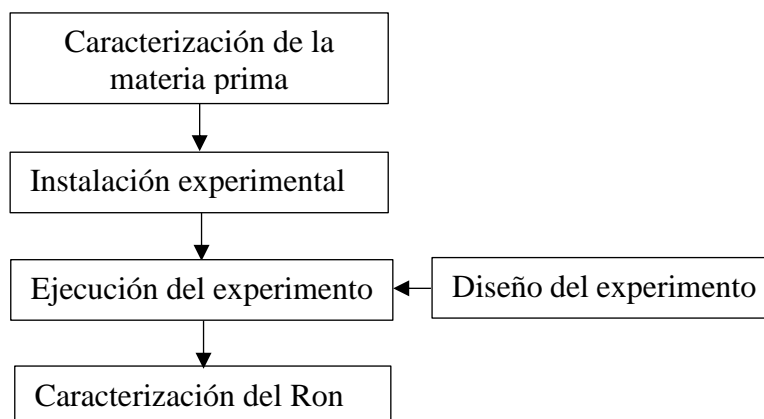 Caracterización de la
materia prima
Instalación experimental
Ejecución del experimento
Diseño del experimento
Caracterización del Ron